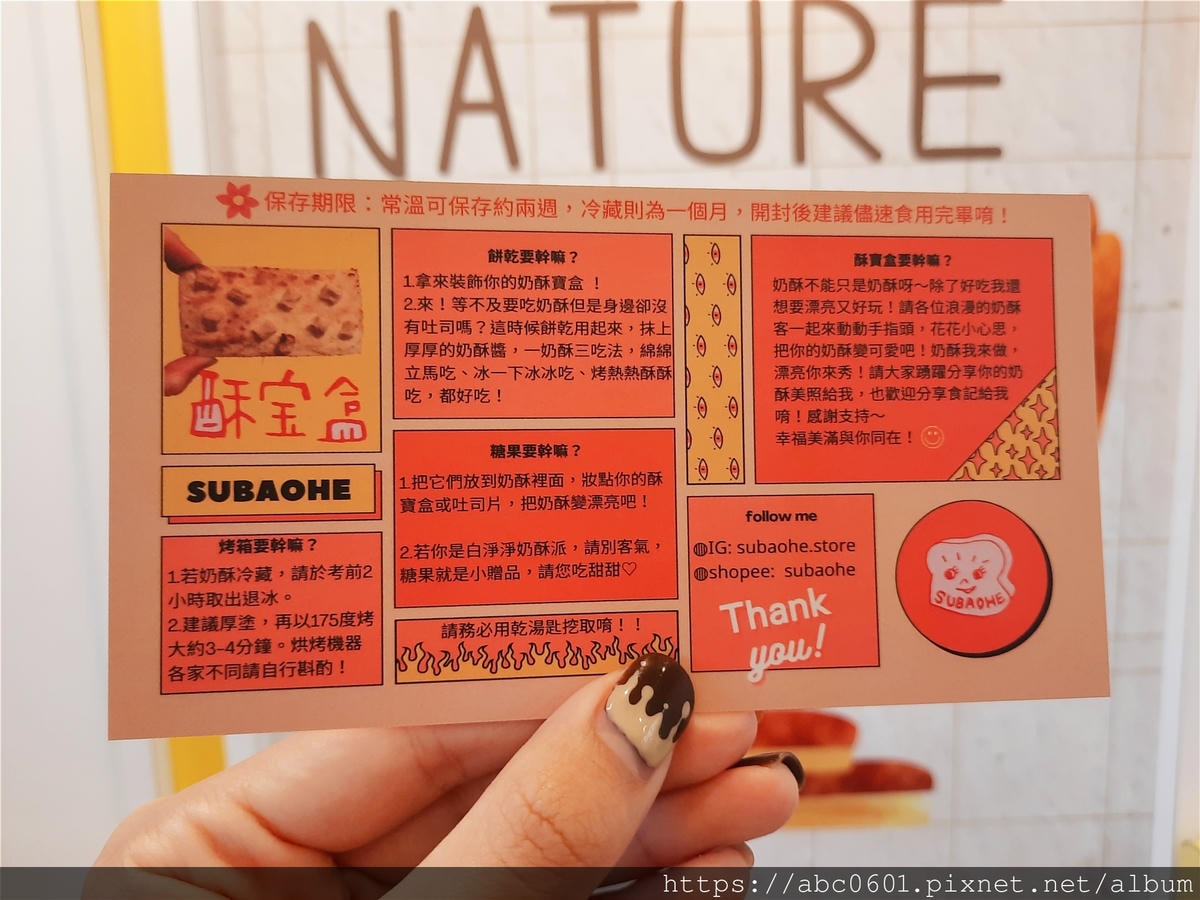 NATURE
保存期限：常溫可保存約兩週，冷藏則為一個月，開封後建議儘速食用完畢唷！
酥宝盒
SUBAOHE
烤箱要幹嘛？
1.若奶酥冷藏，請於考前2
小時取出退冰。
2.建議厚塗，再以175度烤
大約3-4分鐘。烘烤機器
各家不同請自行斟酌！
餅乾要幹嘛？
1.拿來裝飾你的奶酥寶盒！
2.來！等不及要吃奶酥但是身邊卻沒
有吐司嗎？這時候餅乾用起來，抹上
厚厚的奶酥醬，一奶酥三吃法，綿綿
立馬吃、冰一下冰冰吃、烤熱熱酥酥
吃，都好吃！
糖果要幹嘛？
1.把它們放到奶酥裡面，妝點你的酥
寶盒或吐司片，把奶酥變漂亮吧！
2.若你是白淨淨奶酥派，請別客氣，
糖果就是小贈品，請您吃甜甜♡
請務必用乾湯匙挖取唷！！
酥寶盒要幹嘛？
奶酥不能只是奶酥呀～除了好吃我還
想要漂亮又好玩！請各位浪漫的奶酥
客一起來動動手指頭，花花小心思，
把你的奶酥變可愛吧！奶酥我來做，
漂亮你來秀！請大家踴躍分享你的奶
酥美照給我，也歡迎分享食記給我
唷！感謝支持～
幸福美滿與你同在！
follow me
IG: subaohe.store
shopee: subaohe
Thank
you!
SUBAOHE
https://abc0601.pixnet.net/album